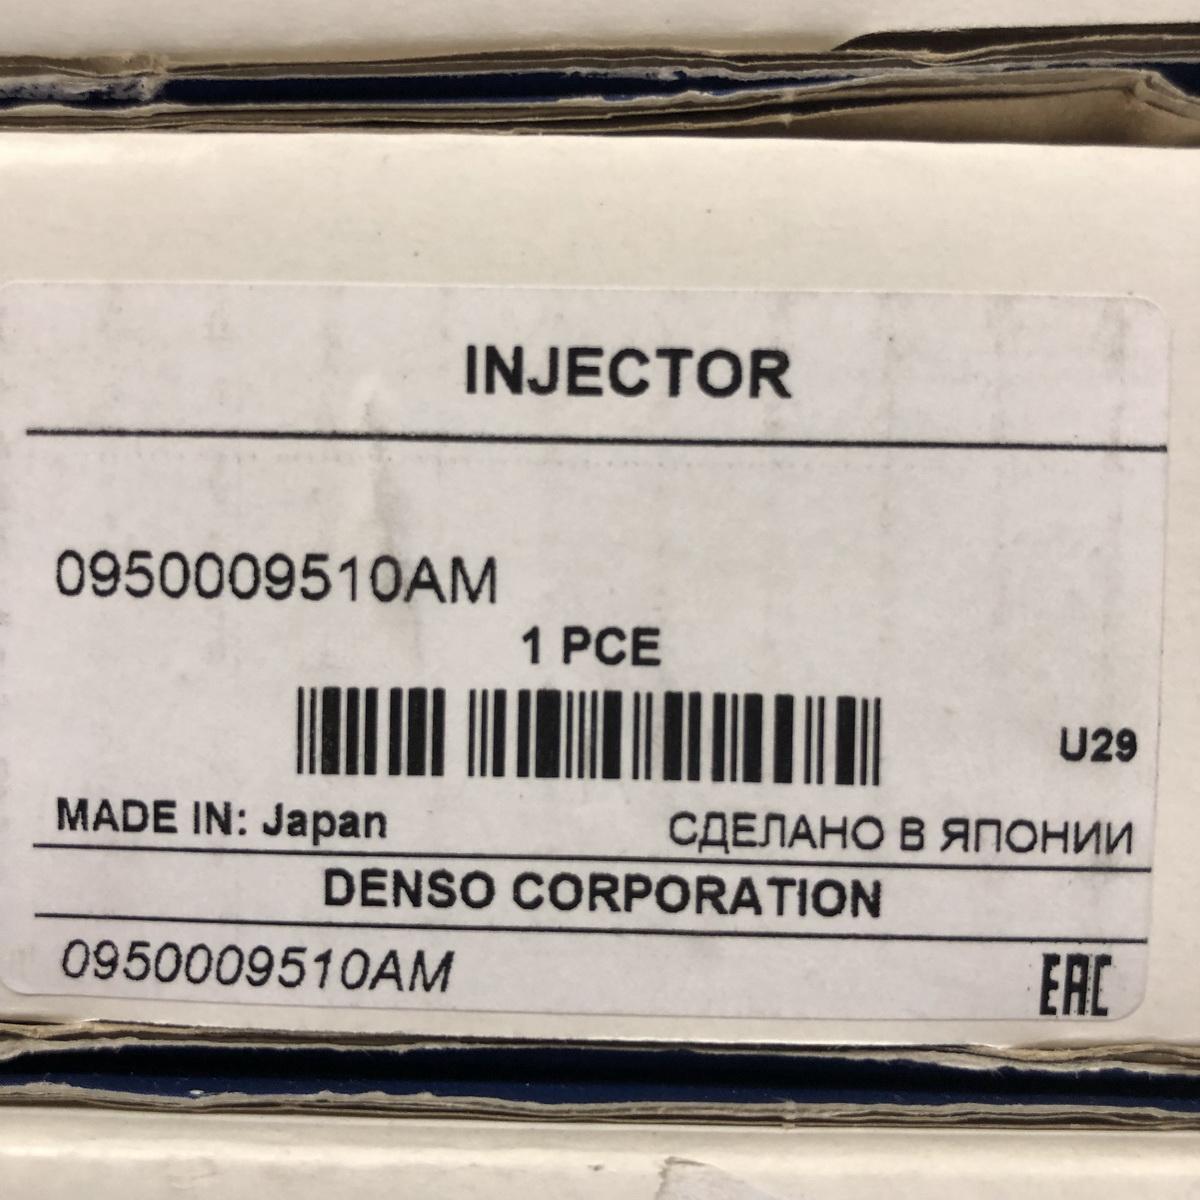 INJECTOR
0950009510AM
1 PCE
U29
MADE IN: Japan
СДЕЛАНО В ЯПОНИИ
DENSO CORPORATION
0950009510AM
EAC